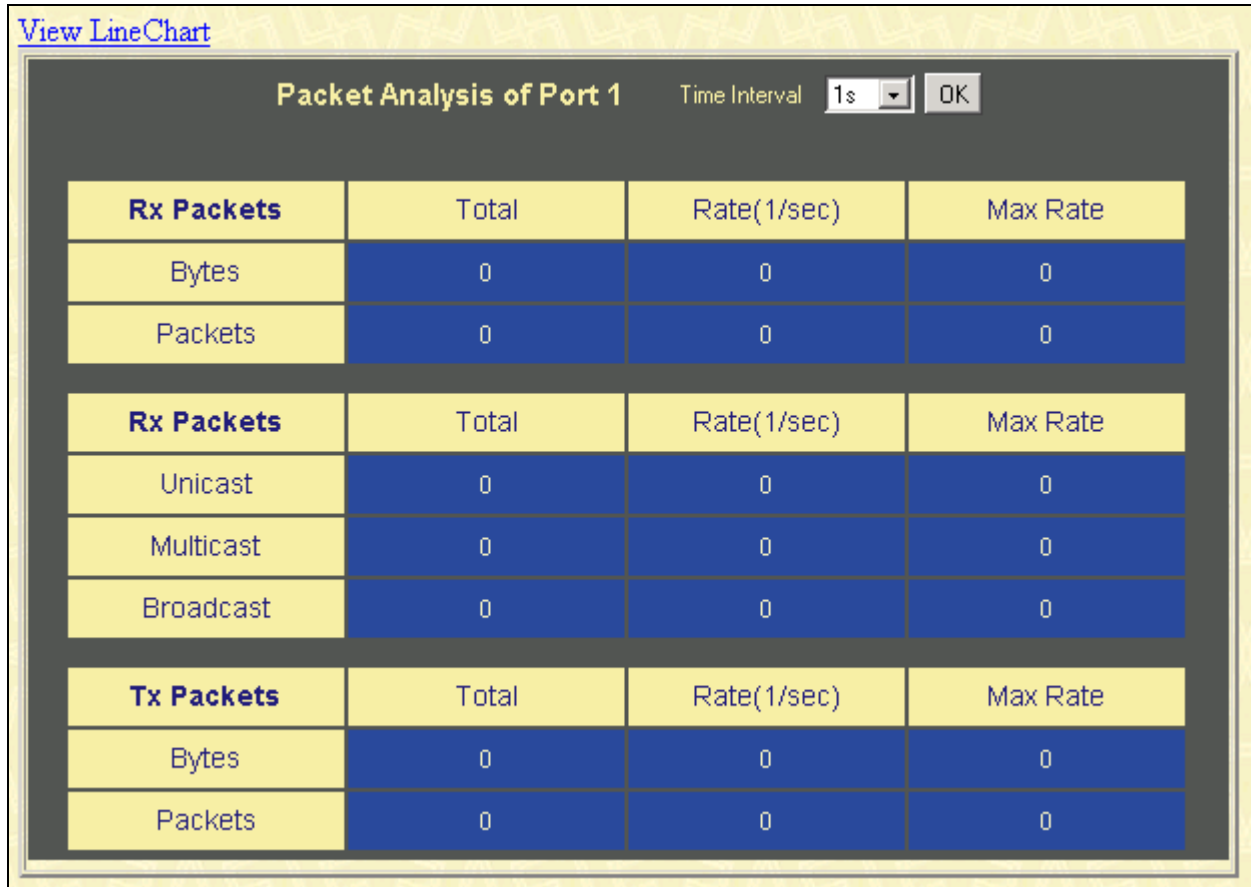 View LineChart
Packet Analysis of Port 1 Time Interval 1s OK
Rx Packets Total Rate(1/sec) Max Rate
Bytes 0 0 0
Packets 0 0 0
Rx Packets Total Rate(1/sec) Max Rate
Unicast 0 0 0
Multicast 0 0 0
Broadcast 0 0 0
Tx Packets Total Rate(1/sec) Max Rate
Bytes 0 0 0
Packets 0 0 0